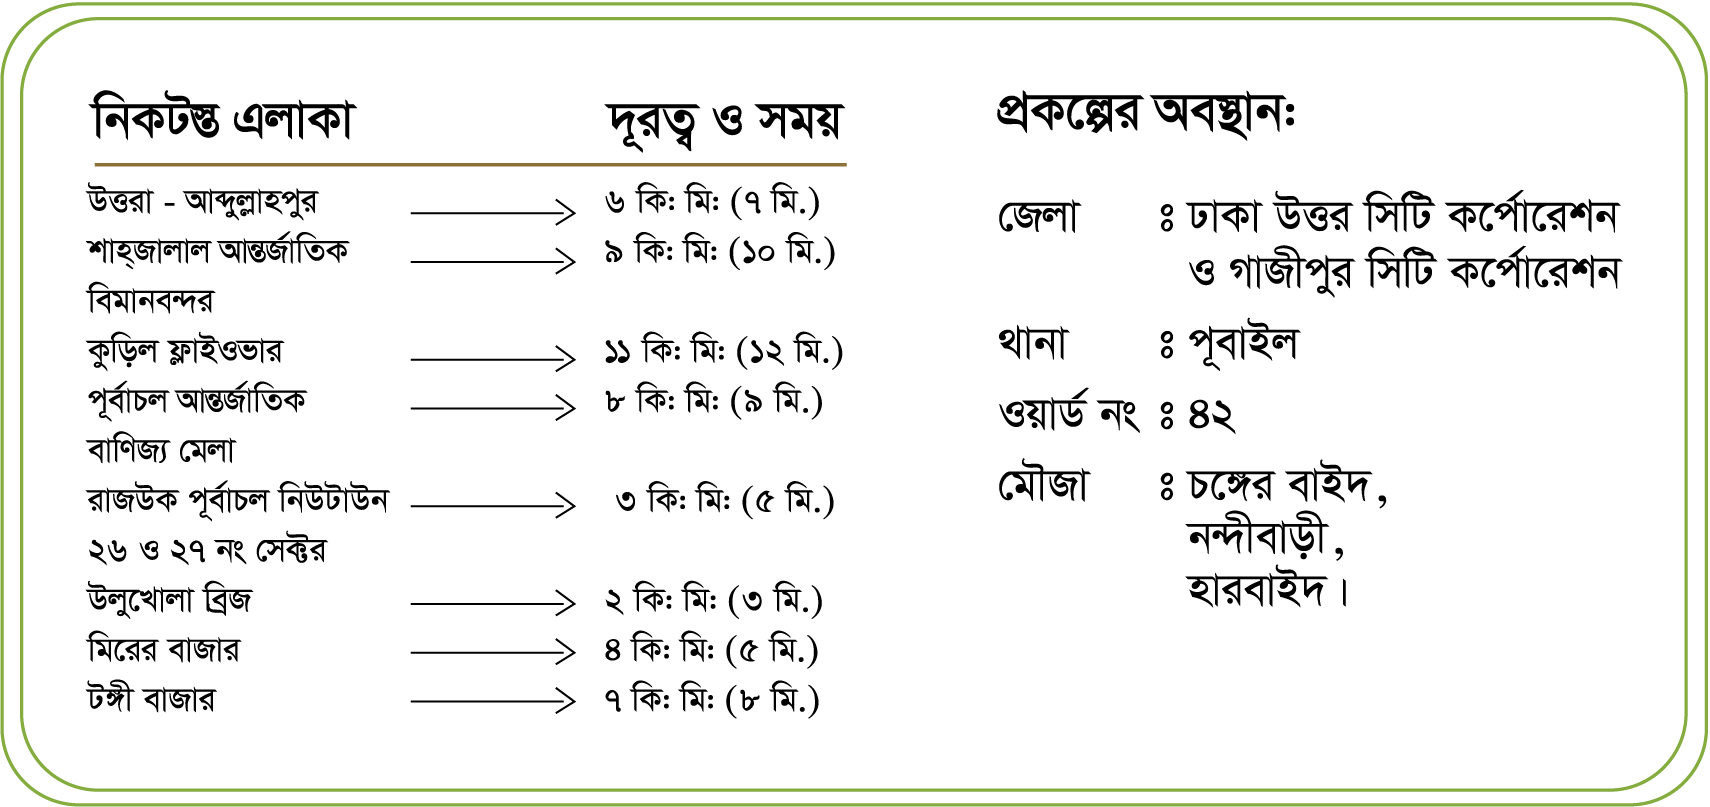 নিকটস্ত এলাকা দূরত্ব ও সময়
উত্তরা - আব্দুল্লাহপুর ৬ কি: মি: (৭ মি.)
শাহ্জালাল আন্তর্জাতিক ৯ কি: মি: (১০ মি.)
বিমানবন্দর
কুড়িল ফ্লাইওভার ১১ কি: মি: (১২ মি.)
পূর্বাচল আন্তর্জাতিক ৮ কি: মি: (৯ মি.)
বাণিজ্য মেলা
রাজউক পূর্বাচল নিউটাউন ৩ কি: মি: (৫ মি.)
২৬ ও ২৭ নং সেক্টর
উলুখোলা ব্রিজ ২ কি: মি: (৩ মি.)
মিরের বাজার ৪ কি: মি: (৫ মি.)
টঙ্গী বাজার ৭ কি: মি: (৮ মি.)
প্রকল্পের অবস্থান:
জেলা ঃ ঢাকা উত্তর সিটি কর্পোরেশন
ও গাজীপুর সিটি কর্পোরেশন
থানা ঃ পূবাইল
ওয়ার্ড নং ঃ ৪২
মৌজা ঃ চঙ্গের বাইদ,
নন্দীবাড়ী,
হারবাইদ।